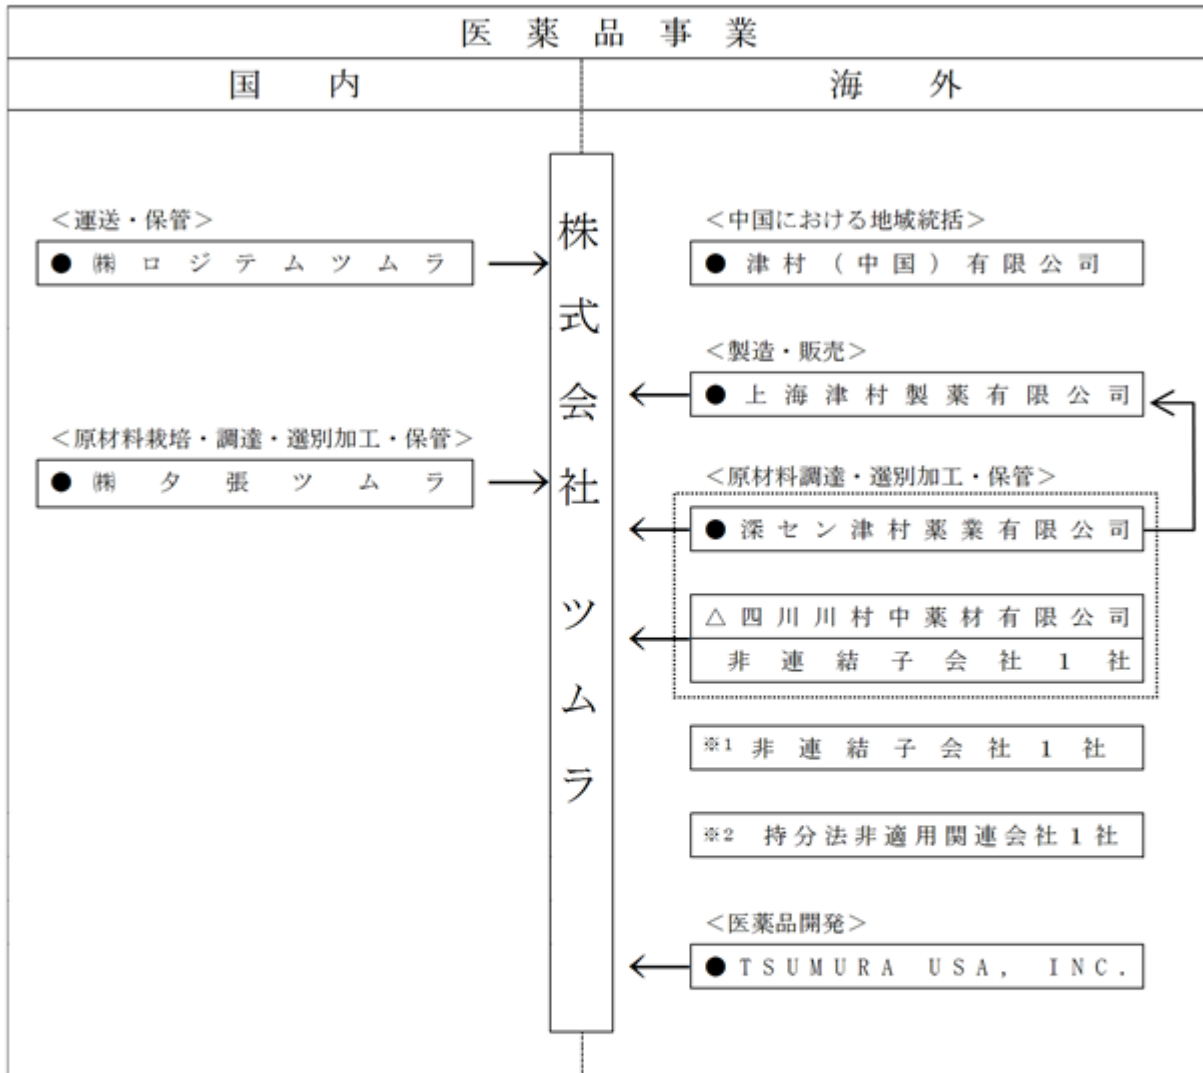 医薬品事業
国内
海外
株式会社ツムラ
<運送・保管>
● ㈱ロジテムツムラ
<原材料栽培・調達・選別加工・保管>
● ㈱夕張ツムラ
<中国における地域統括>
● 津村(中国)有限公司
<製造・販売>
● 上海津村製薬有限公司
<原材料調達・選別加工・保管>
● 深セン津村薬業有限公司
△四川川村中薬材有限公司
非連結子会社1社
※1 非連結子会社1社
※2 持分法非適用関連会社1社
<医薬品開発>
● TSUMURA USA, INC.